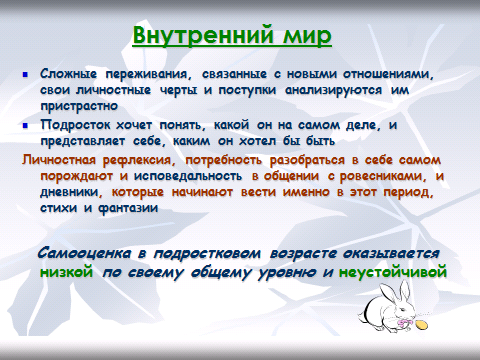 Внутренний мир
Сложные переживания, связанные с новыми отношениями,
свои личностные черты и поступки анализируются им
пристрастно
Подросток хочет понять, какой он на самом деле, и
представляет себе, каким он хотел бы быть
Личностная рефлексия, потребность разобраться в себе самом
порождают и исповедальность в общении с ровесниками, и
дневники, которые начинают вести именно в этот период,
стихи и фантазии
Самооценка в подростковом возрасте оказывается
низкой по своему общему уровню и неустойчивой